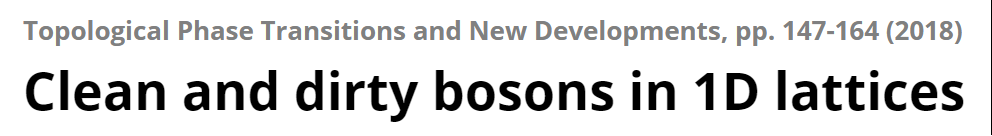 Topological Phase Transitions and New Developments, pp. 147-164 (2018)
Clean and dirty bosons in 1D lattices